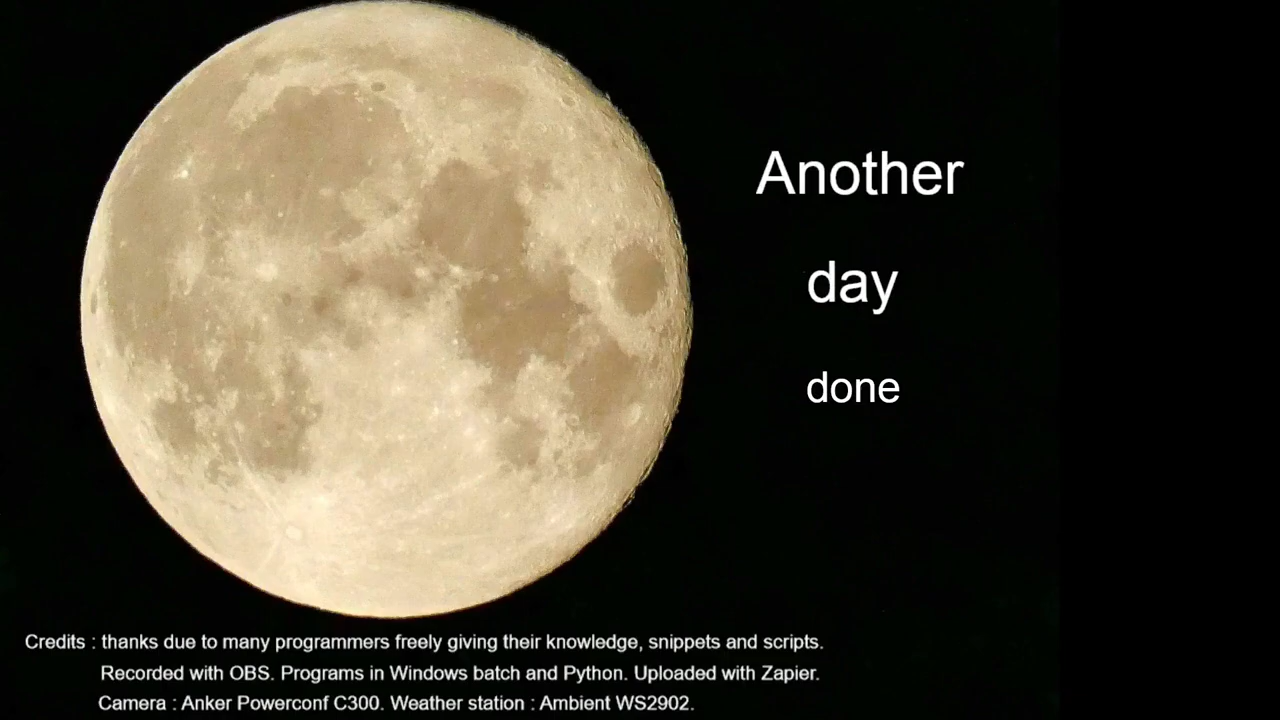 Another
day
done
Credits : thanks due to many programmers freely giving their knowledge, snippets and scripts.
Recorded with OBS. Programs in Windows batch and Python. Uploaded with Zapier.
Camera : Anker Powerconf C300. Weather station : Ambient WS2902.